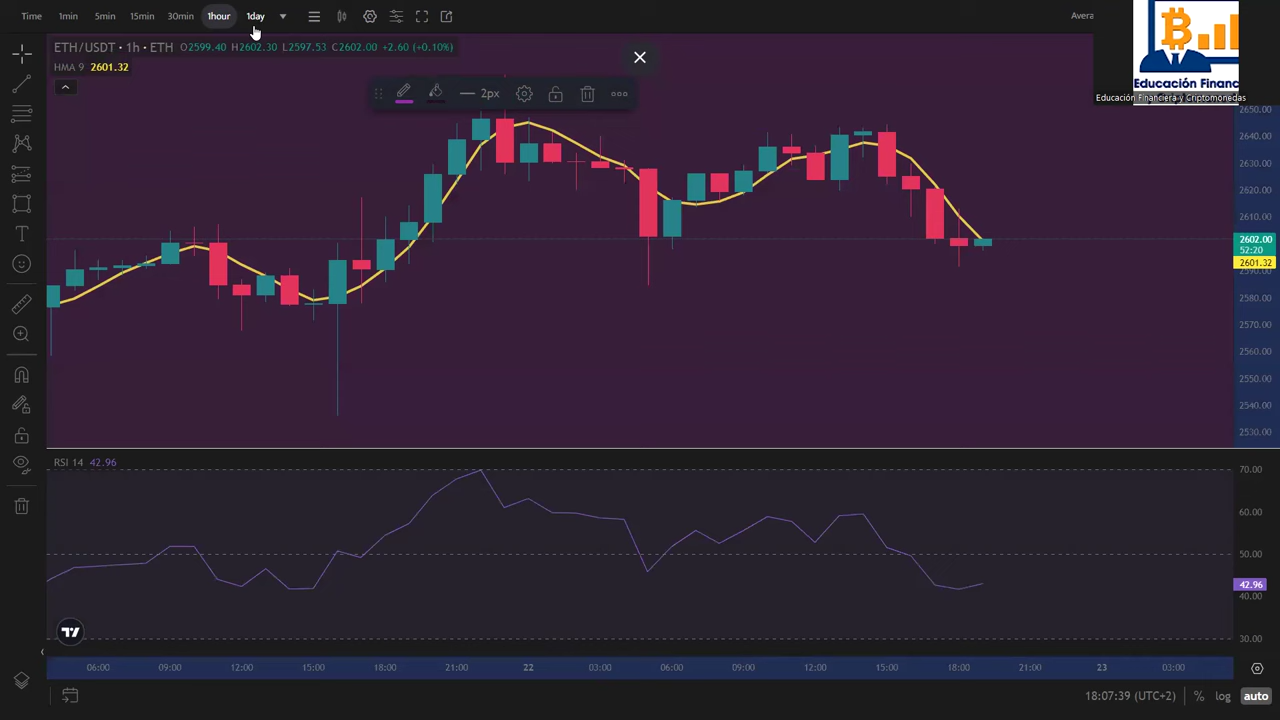 Time 1min 5min 15min 30min 1hour 1day Avera
ETH/USDT · 1h · ETH O2599.40 H2602.30 L2597.53 C2602.00 +2.60 (+0.10%)
HMA 9 2601.32
2px
Educación Financi
Educación Financiera y Criptomonedas
2650.00
2640.00
2630.00
2620.00
2610.00
2602.00
52:20
2601.32
2590.00
2580.00
2570.00
2560.00
2550.00
2540.00
2530.00
RSI 14 42.96
70.00
60.00
50.00
42.96
40.00
30.00
06:00 09:00 12:00 15:00 18:00 21:00 22 03:00 06:00 09:00 12:00 15:00 18:00 21:00 23 03:00
18:07:39 (UTC+2) % log auto